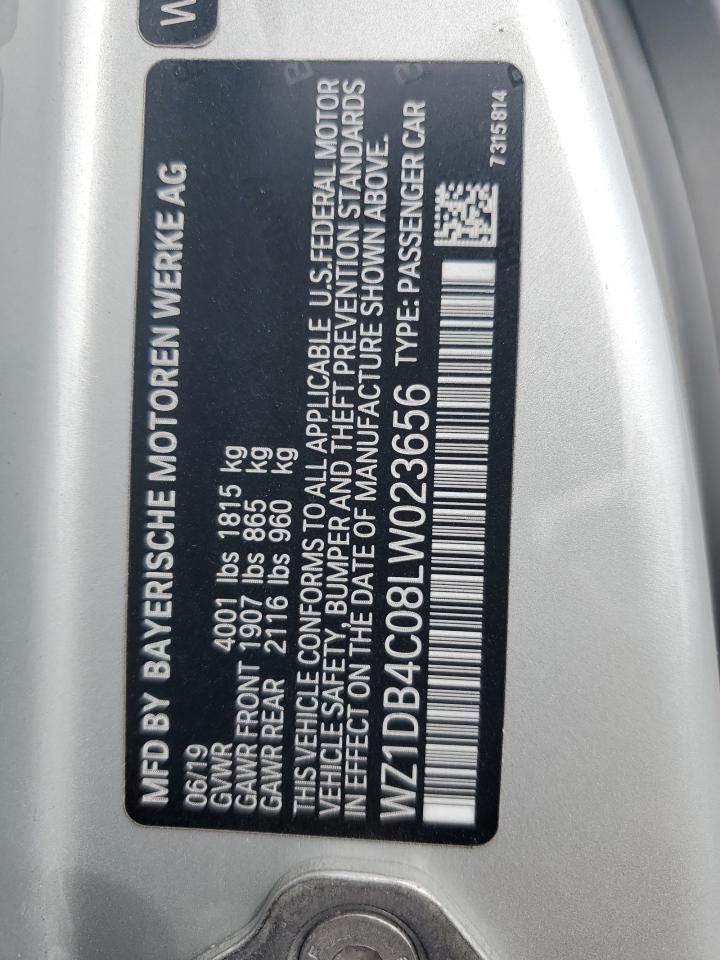 W
MFD BY BAYERISCHE MOTOREN WERKE AG
06/19
GVWR 4001 lbs 1815 kg
GAWR FRONT 1907 lbs 865 kg
GAWR REAR 2116 lbs 960 kg
THIS VEHICLE CONFORMS TO ALL APPLICABLE U.S.FEDERAL MOTOR
VEHICLE SAFETY, BUMPER AND THEFT PREVENTION STANDARDS
IN EFFECT ON THE DATE OF MANUFACTURE SHOWN ABOVE.
WZ1DB4C08LW023656 TYPE: PASSENGER CAR
7315814